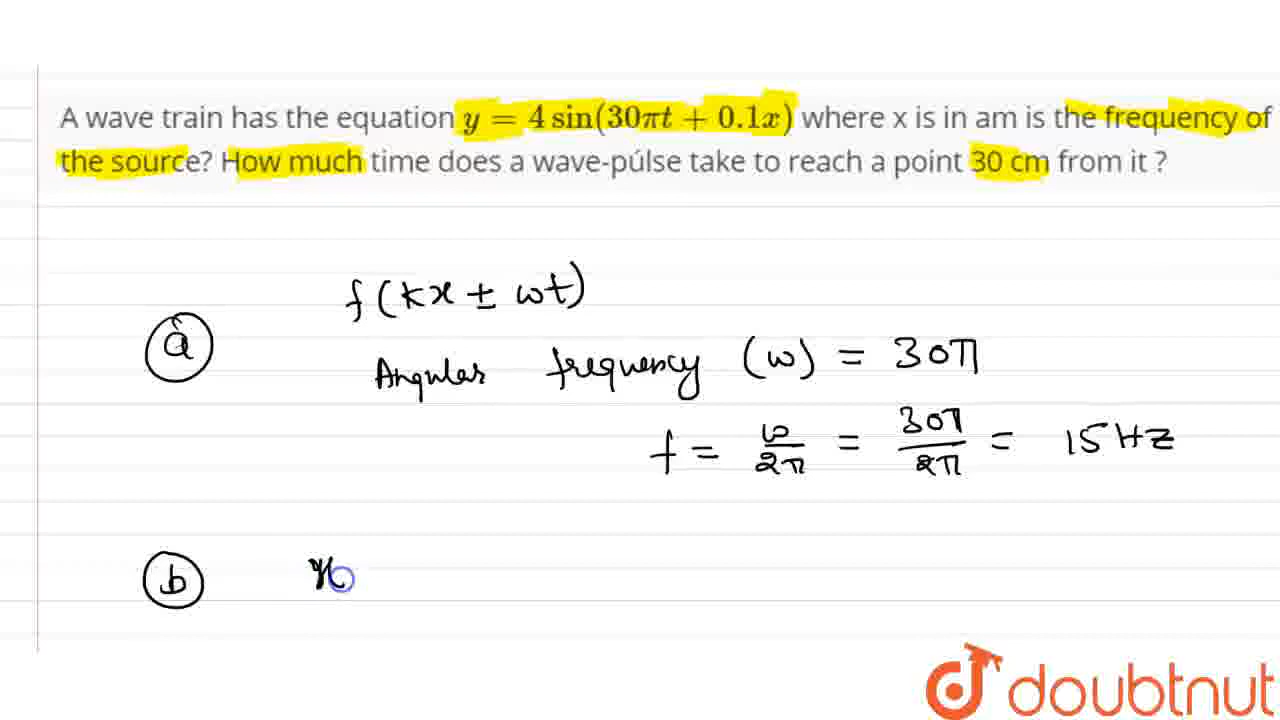 A wave train has the equation y = 4 sin(30πt + 0.1x) where x is in am is the frequency of
the source? How much time does a wave-púlse take to reach a point 30 cm from it ?
f(kx ± ωt)
a
Angular frequency (ω) = 30π
f = ω/2π = 30π/2π = 15 Hz
b x
doubtnut